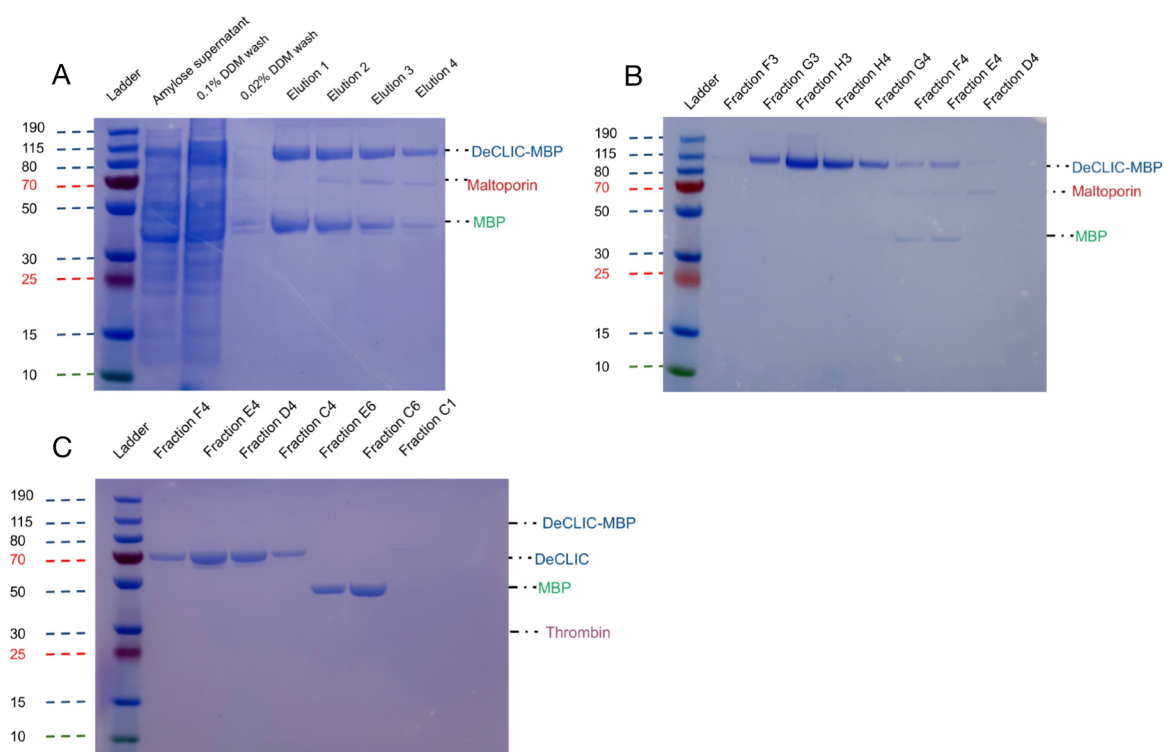 A
Ladder
Amylose supernatant
0.1% DDM wash
0.02% DDM wash
Elution 1
Elution 2
Elution 3
Elution 4
190
115
80
70
50
30
25
15
10
DeCLIC-MBP
Maltoporin
MBP
B
Ladder
Fraction F3
Fraction G3
Fraction H3
Fraction H4
Fraction G4
Fraction F4
Fraction E4
Fraction D4
190
115
80
70
50
30
25
15
10
DeCLIC-MBP
Maltoporin
MBP
C
Ladder
Fraction F4
Fraction E4
Fraction D4
Fraction C4
Fraction E6
Fraction C6
Fraction C1
190
115
80
70
50
30
25
15
10
DeCLIC-MBP
DeCLIC
MBP
Thrombin